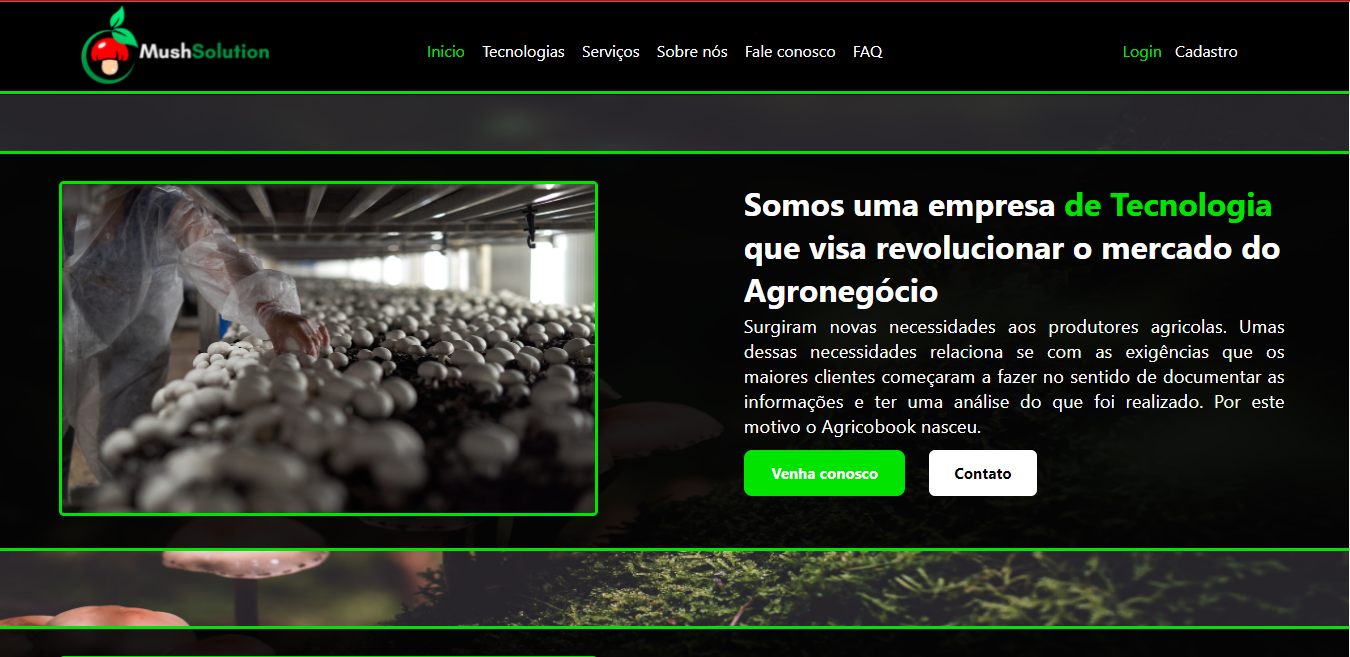 MushSolution
Inicio Tecnologias Serviços Sobre nós Fale conosco FAQ
Login Cadastro
Somos uma empresa de Tecnologia
que visa revolucionar o mercado do
Agronegócio
Surgiram novas necessidades aos produtores agricolas. Umas
dessas necessidades relaciona se com as exigências que os
maiores clientes começaram a fazer no sentido de documentar as
informações e ter uma análise do que foi realizado. Por este
motivo o Agricobook nasceu.
Venha conosco Contato